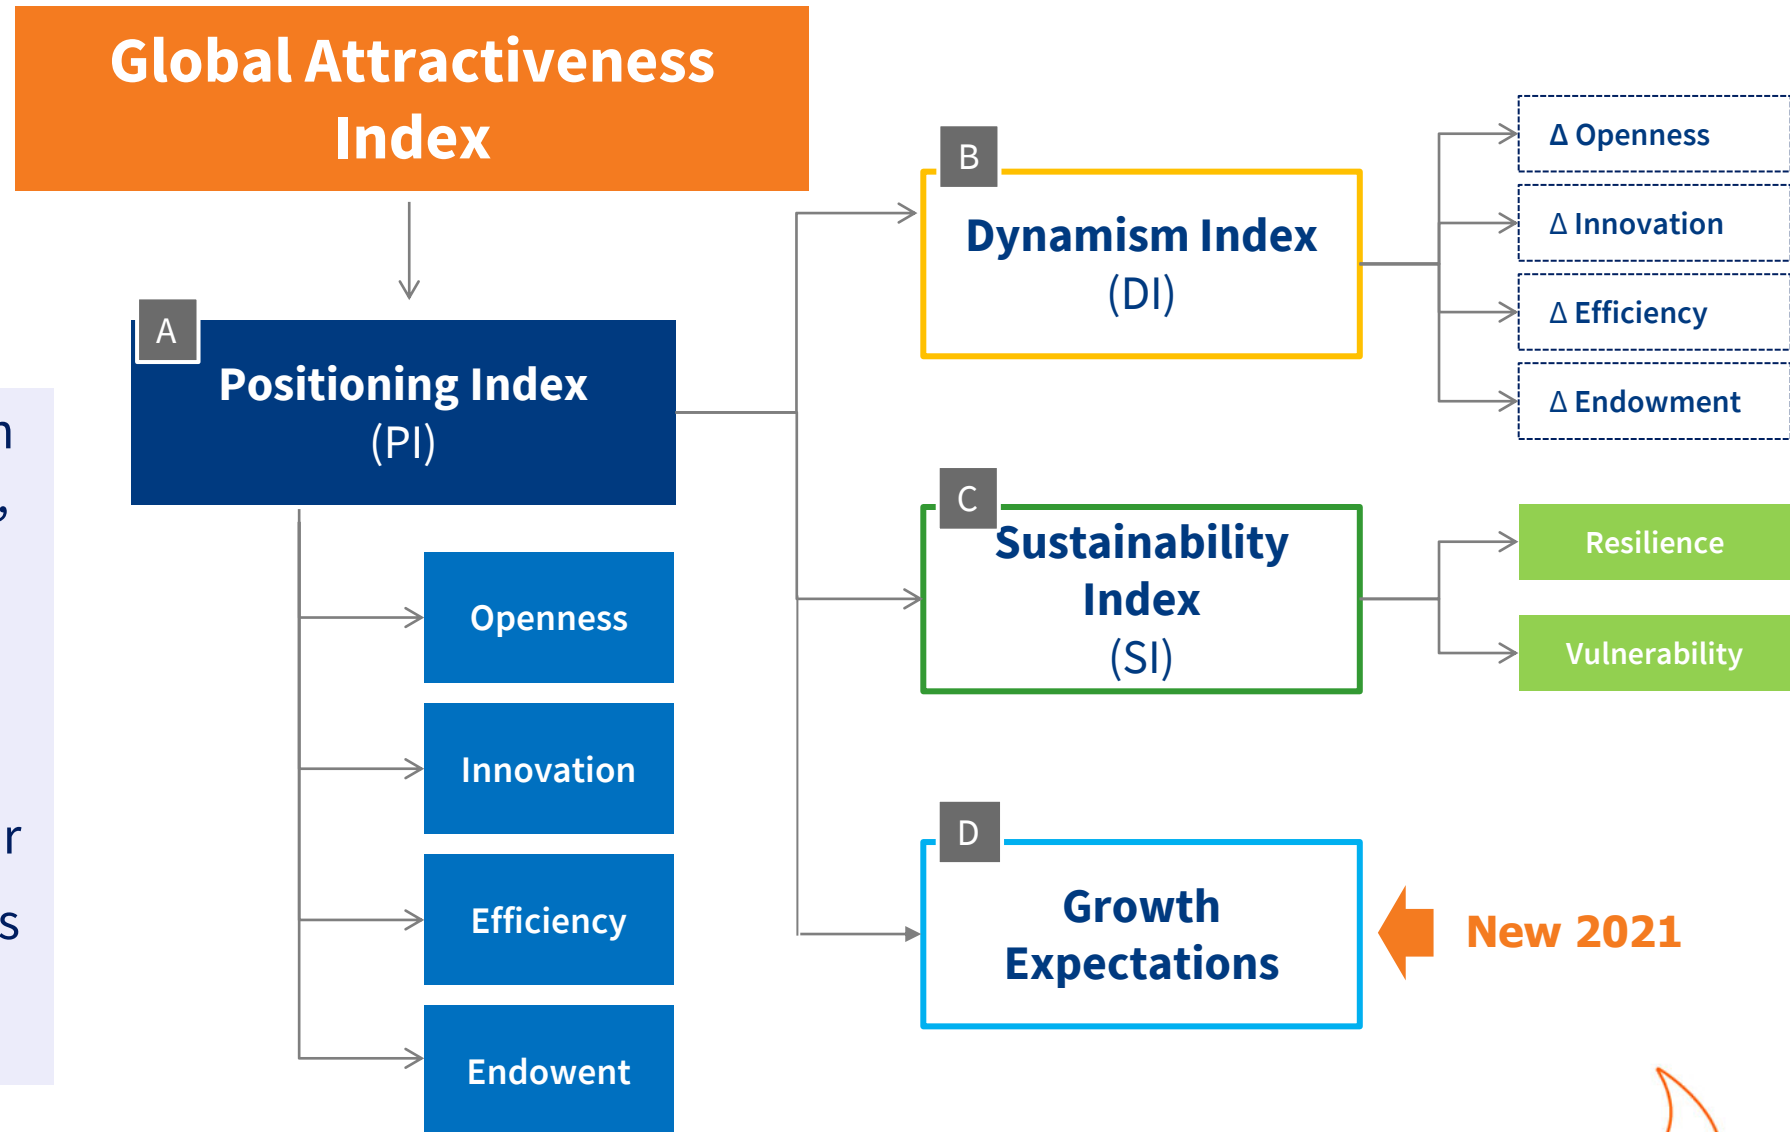 Global Attractiveness
Index
A
Positioning Index
(PI)
Openness
Innovation
Efficiency
Endowent
B
Dynamism Index
(DI)
Δ Openness
Δ Innovation
Δ Efficiency
Δ Endowment
C
Sustainability
Index
(SI)
Resilience
Vulnerability
D
Growth
Expectations
New 2021